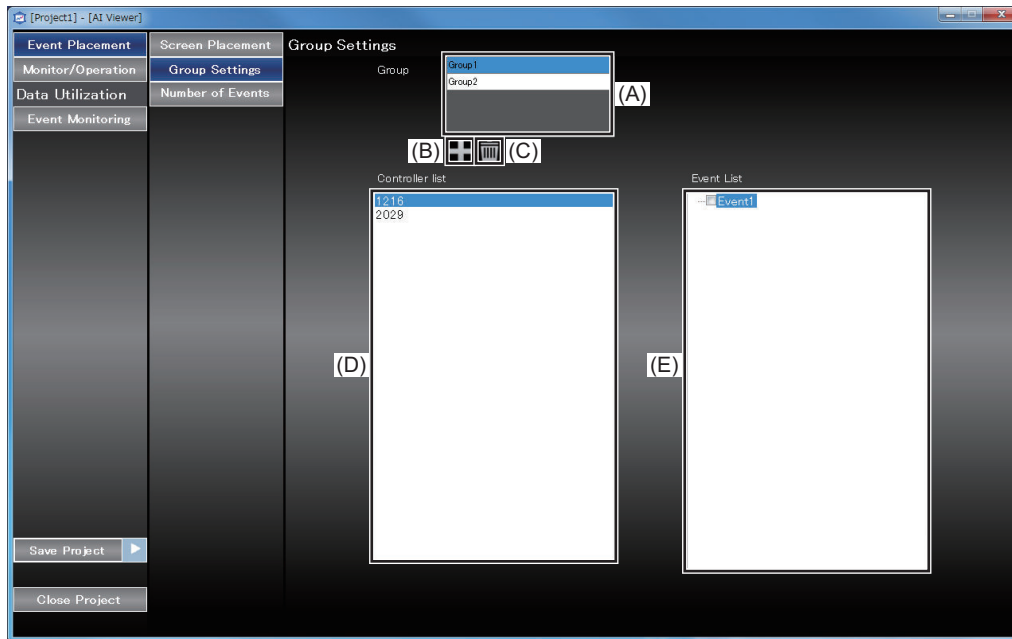 [Project1] - [AI Viewer]
Event Placement
Screen Placement
Group Settings
Monitor/Operation
Group Settings
Group
Group1
Data Utilization
Number of Events
Group2
(A)
Event Monitoring
(B)
(C)
Controller list
Event List
1216
Event1
2029
(D)
(E)
Save Project
Close Project